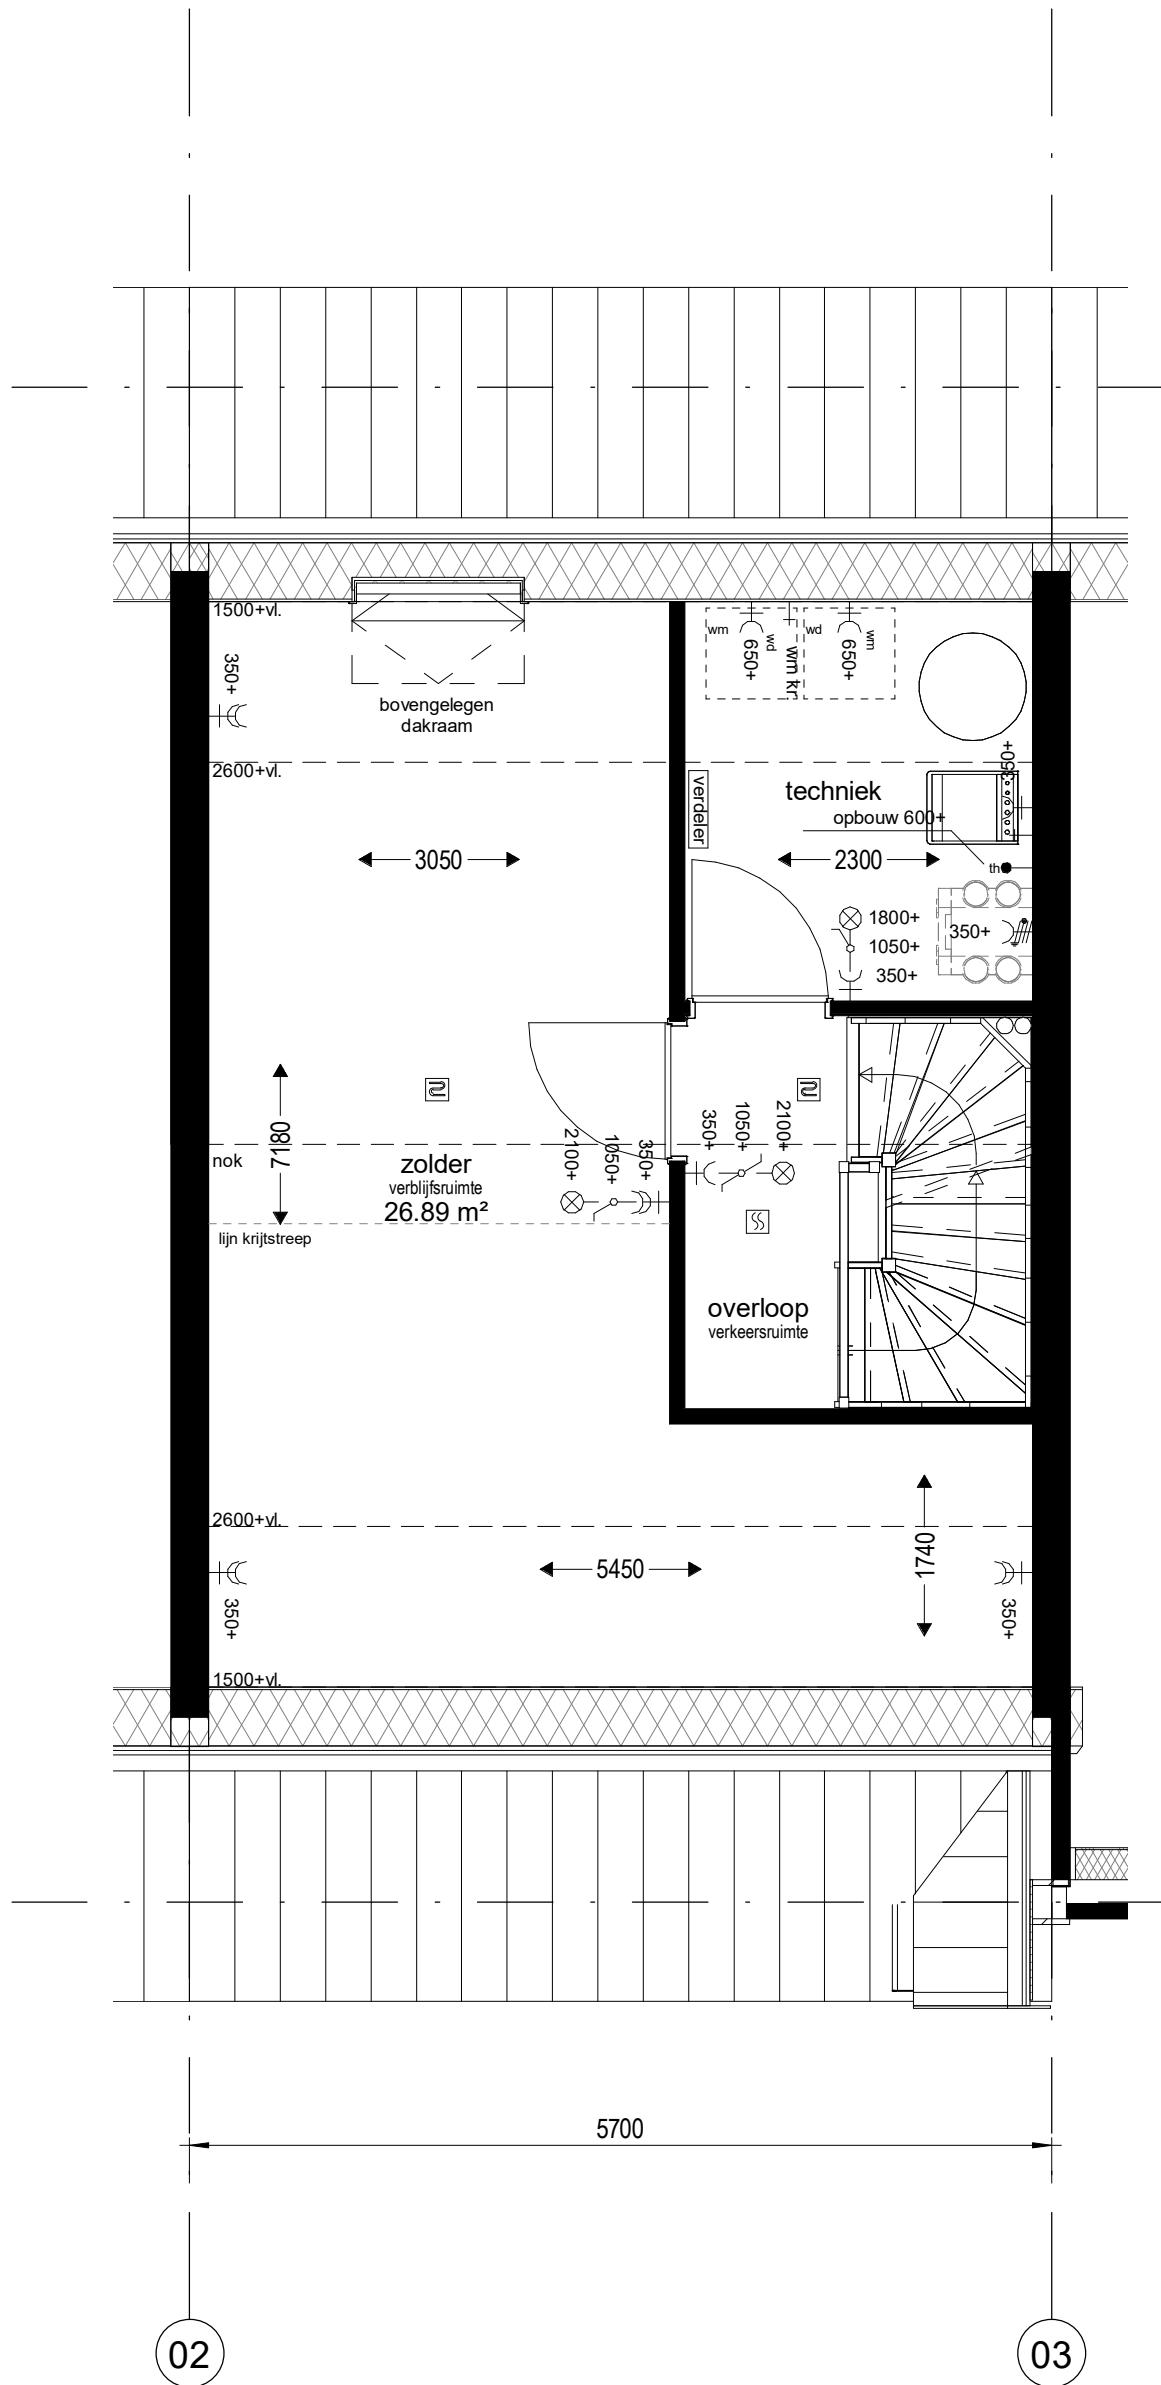 1500+vl.
350+
bovengelegen
dakraam
2600+vl.
wm
650+
wd
wm kr.
wd
650+
wm
verdeler
techniek
350+
opbouw 600+
3050
2300
th
1800+
1050+
350+
350+
7180
nok
zolder
verblijfsruimte
26.89 m²
lijn krijtstreep
2100+
1050+
350+
350+
1050+
2100+
overloop
verkeersruimte
2600+vl.
350+
5450
1740
350+
1500+vl.
5700
02
03